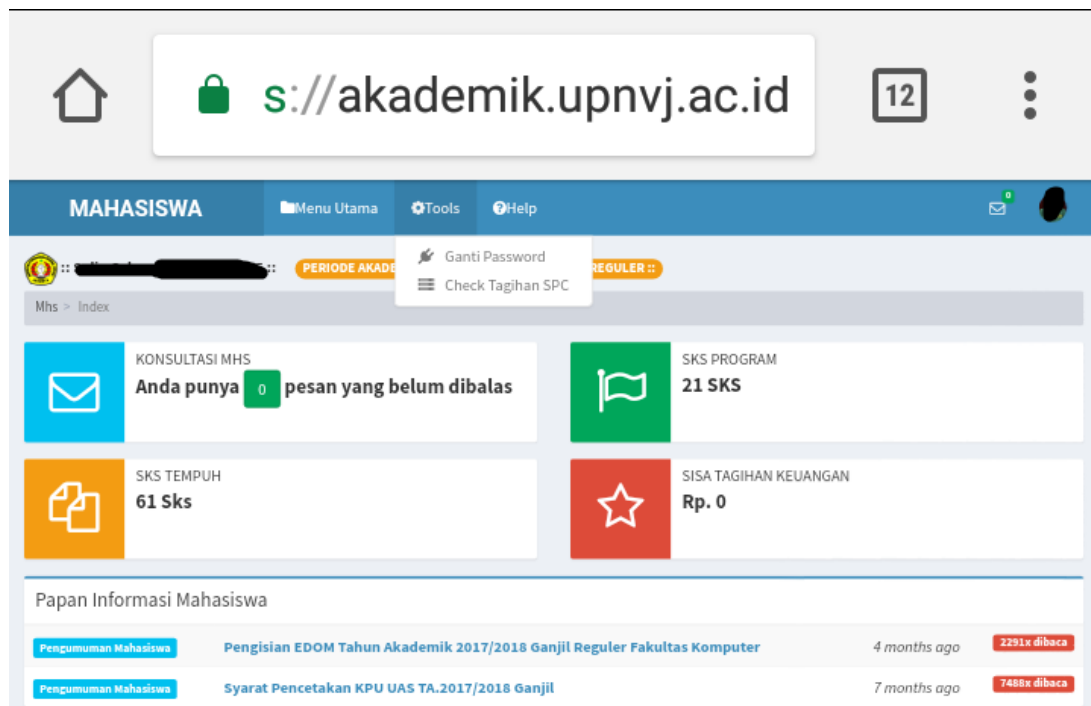 s://akademik.upnvj.ac.id
12
MAHASISWA Menu Utama Tools Help 0
:: :: PERIODE AKADE REGULER ::
Ganti Password
Check Tagihan SPC
Mhs > Index
KONSULTASI MHS
Anda punya 0 pesan yang belum dibalas
SKS PROGRAM
21 SKS
SKS TEMPUH
61 Sks
SISA TAGIHAN KEUANGAN
Rp. 0
Papan Informasi Mahasiswa
Pengumuman Mahasiswa Pengisian EDOM Tahun Akademik 2017/2018 Ganjil Reguler Fakultas Komputer 4 months ago 2291x dibaca
Pengumuman Mahasiswa Syarat Pencetakan KPU UAS TA.2017/2018 Ganjil 7 months ago 7488x dibaca